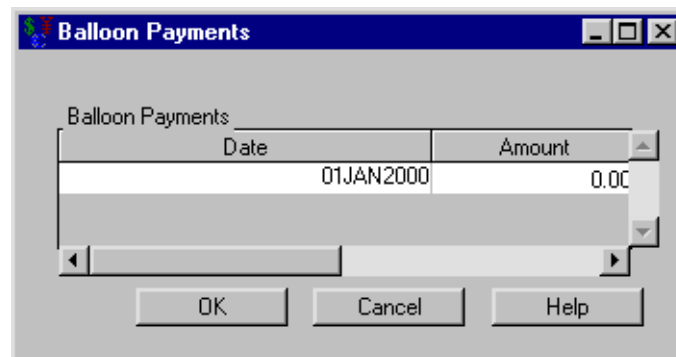 Balloon Payments
Balloon Payments
Date Amount
01JAN2000 0.00
OK Cancel Help